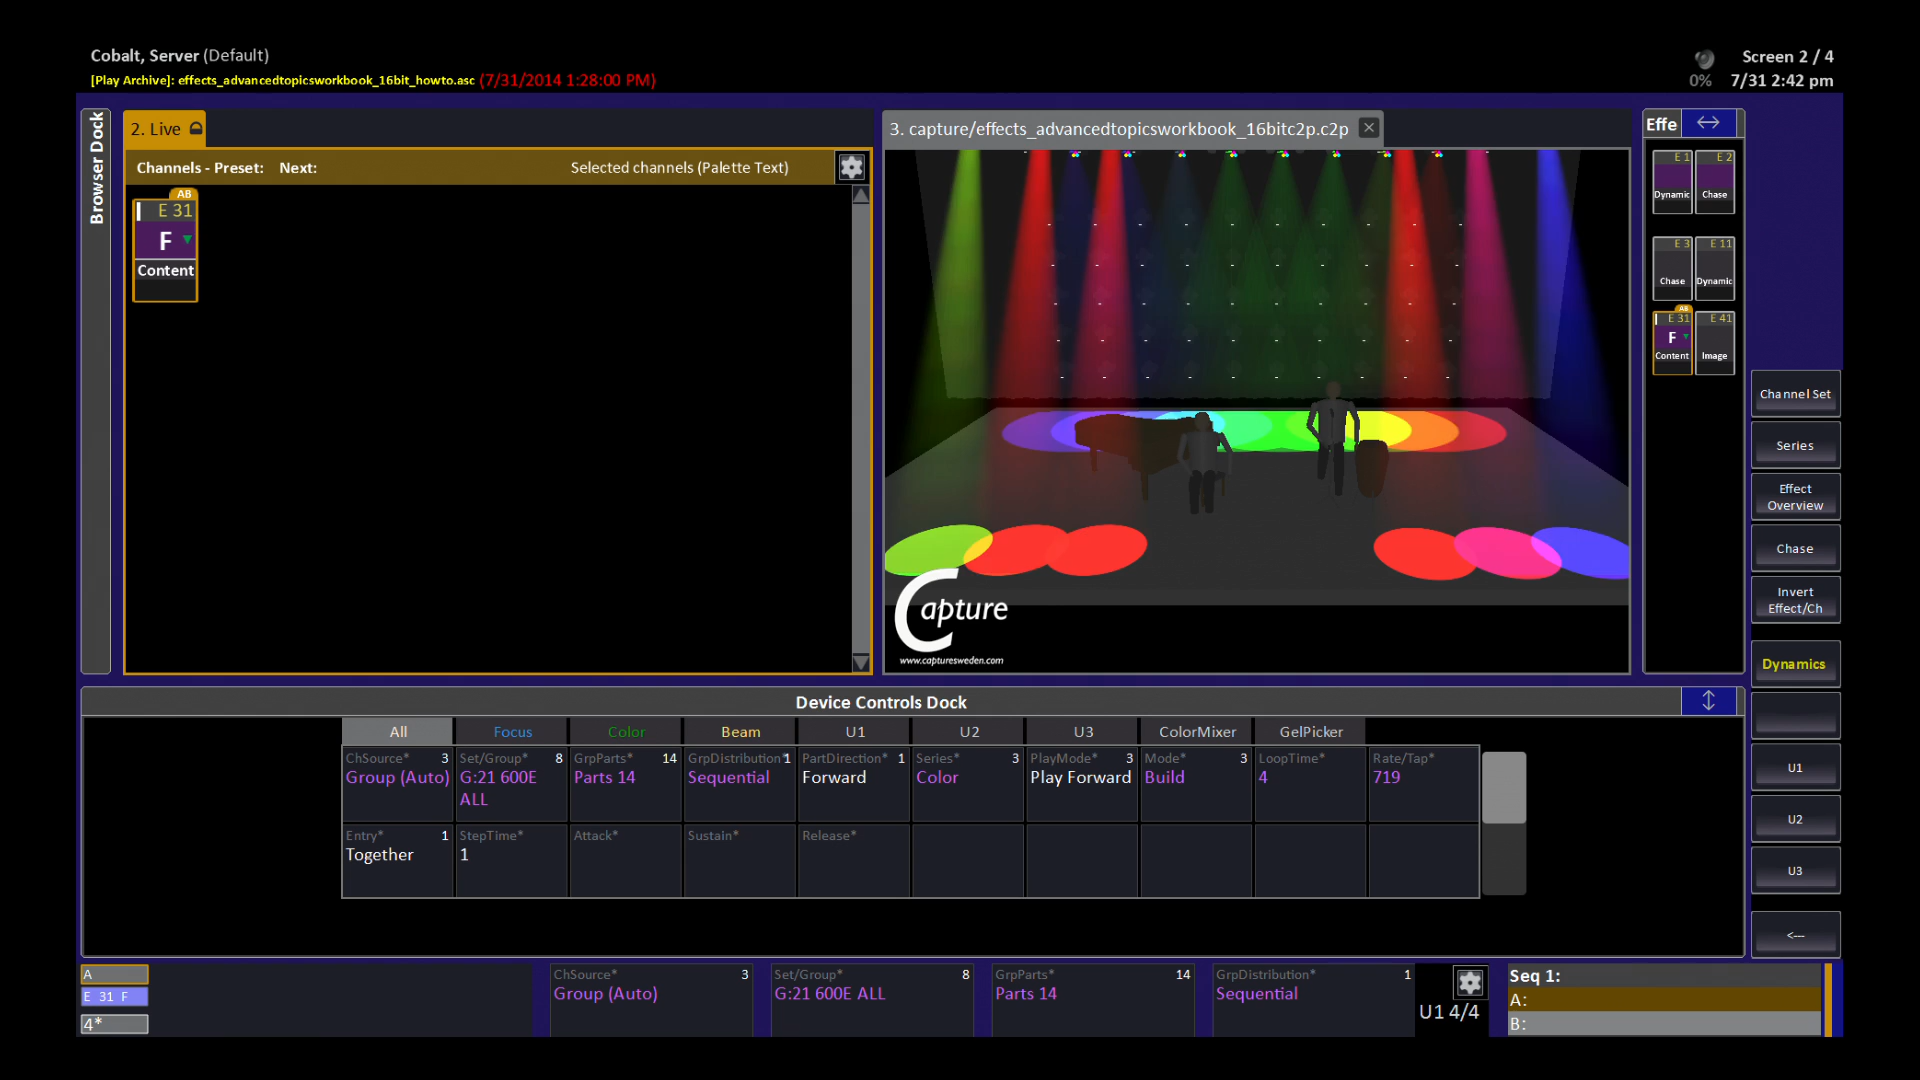 Cobalt, Server (Default)
[Play Archive]: effects_advancedtopicsworkbook_16bit_howto.asc (7/31/2014 1:28:00 PM)
Screen 2 / 4
0% 7/31 2:42 pm
Browser Dock
2. Live
Channels - Preset: Next: Selected channels (Palette Text)
AB
E 31
F
Content
3. capture/effects_advancedtopicsworkbook_16bitc2p.c2p
Capture
www.capturesweden.com
Effe
E 1 E 2
Dynamic Chase
E 3 E 11
Chase Dynamic
AB
E 31 E 41
F
Content Image
Channel Set
Series
Effect
Overview
Chase
Invert
Effect/Ch
Dynamics
U1
U2
U3
<---
Device Controls Dock
All Focus Color Beam U1 U2 U3 ColorMixer GelPicker
ChSource* 3 Set/Group* 8 GrpParts* 14 GrpDistribution* 1 PartDirection* 1 Series* 3 PlayMode* 3 Mode* 3 LoopTime* Rate/Tap*
Group (Auto) G:21 600E Parts 14 Sequential Forward Color Play Forward Build 4 719
ALL
Entry* 1 StepTime* Attack* Sustain* Release*
Together 1
A
E 31 F
4*
ChSource* 3 Set/Group* 8 GrpParts* 14 GrpDistribution* 1
Group (Auto) G:21 600E ALL Parts 14 Sequential
U1 4/4
Seq 1:
A:
B: